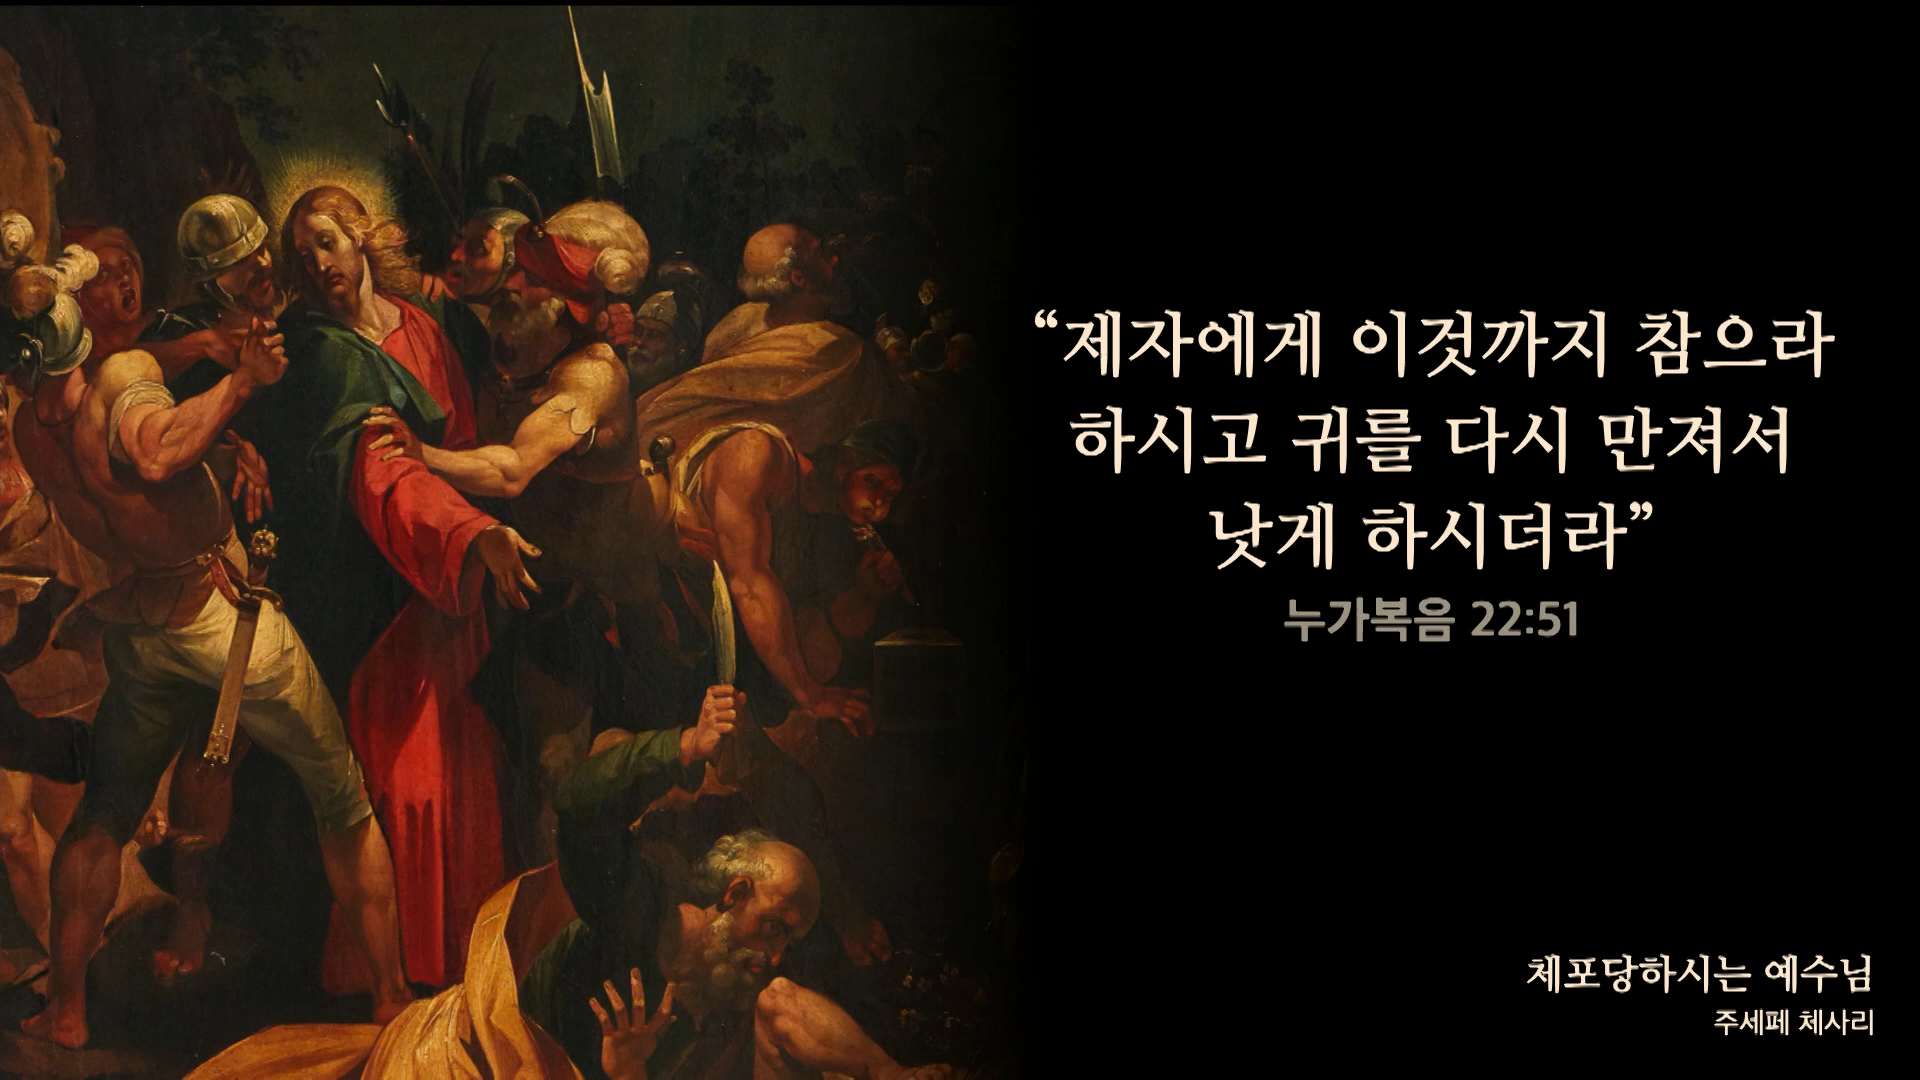 “제자에게 이것까지 참으라
하시고 귀를 다시 만져서
낫게 하시더라”
누가복음 22:51
체포당하시는 예수님
주세페 체사리